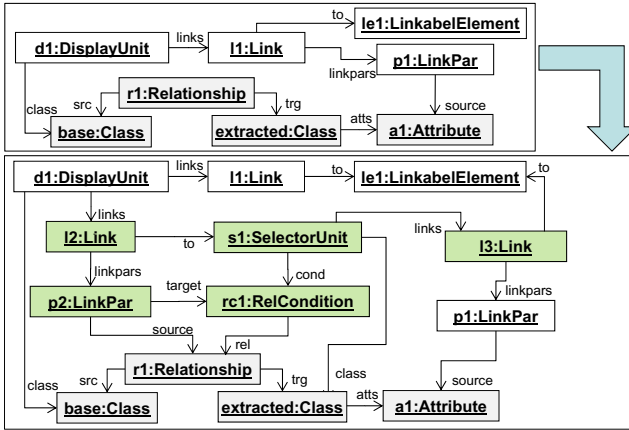 to
le1:LinkabelElement
d1:DisplayUnit
links
l1:Link
linkpars
p1:LinkPar
r1:Relationship
class
src
trg
source
base:Class
extracted:Class
atts
a1:Attribute
d1:DisplayUnit
links
l1:Link
to
le1:LinkabelElement
to
links
l2:Link
to
s1:SelectorUnit
links
l3:Link
linkpars
cond
linkpars
p2:LinkPar
target
rc1:RelCondition
p1:LinkPar
source
rel
r1:Relationship
class
src
trg
class
source
base:Class
extracted:Class
atts
a1:Attribute